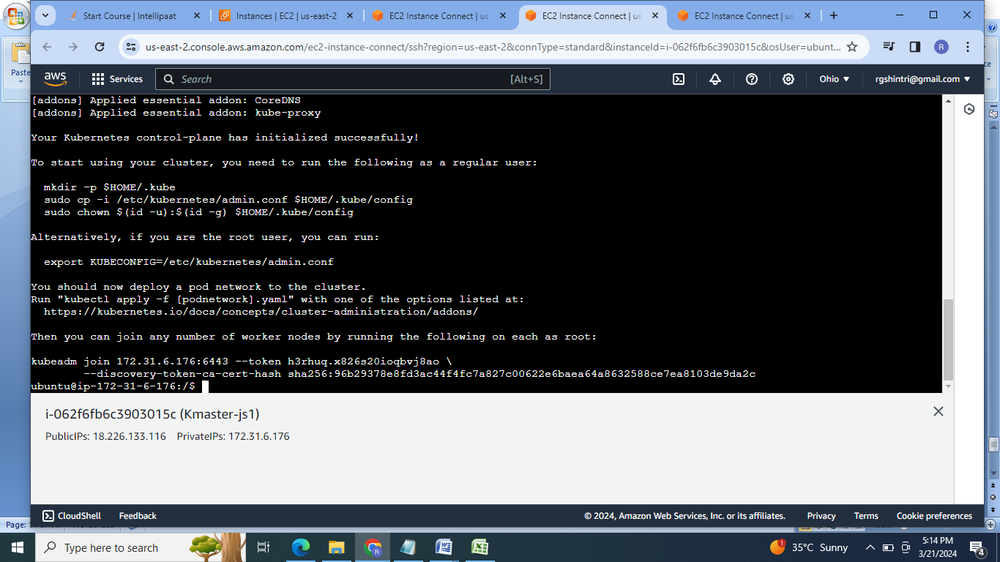 Start Course | Intellipaat
Instances | EC2 | us-east-2
EC2 Instance Connect | us-
EC2 Instance Connect | us
EC2 Instance Connect | us
us-east-2.console.aws.amazon.com/ec2-instance-connect/ssh?region=us-east-2&connType=standard&instanceId=i-062f6fb6c3903015c&osUser=ubunt...
R
Paste
aws
Services
Search
[Alt+S]
Ohio
rgshintri@gmail.com
[addons] Applied essential addon: CoreDNS
[addons] Applied essential addon: kube-proxy
Your Kubernetes control-plane has initialized successfully!
To start using your cluster, you need to run the following as a regular user:
mkdir -p $HOME/.kube
sudo cp -i /etc/kubernetes/admin.conf $HOME/.kube/config
sudo chown $(id -u):$(id -g) $HOME/.kube/config
Alternatively, if you are the root user, you can run:
export KUBECONFIG=/etc/kubernetes/admin.conf
You should now deploy a pod network to the cluster.
Run "kubectl apply -f [podnetwork].yaml" with one of the options listed at:
https://kubernetes.io/docs/concepts/cluster-administration/addons/
Then you can join any number of worker nodes by running the following on each as root:
kubeadm join 172.31.6.176:6443 --token h3rhuq.x826s20ioqbvj8ao \
--discovery-token-ca-cert-hash sha256:96b29378e8fd3ac44f4fc7a827c00622e6baea64a8632588ce7ea8103de9da2c
ubuntu@ip-172-31-6-176:/$
i-062f6fb6c3903015c (Kmaster-js1)
PublicIPs: 18.226.133.116 PrivateIPs: 172.31.6.176
CloudShell
Feedback
© 2024, Amazon Web Services, Inc. or its affiliates.
Privacy
Terms
Cookie preferences
Page:
Type here to search
R
1
35°C Sunny
5:14 PM
3/21/2024
4